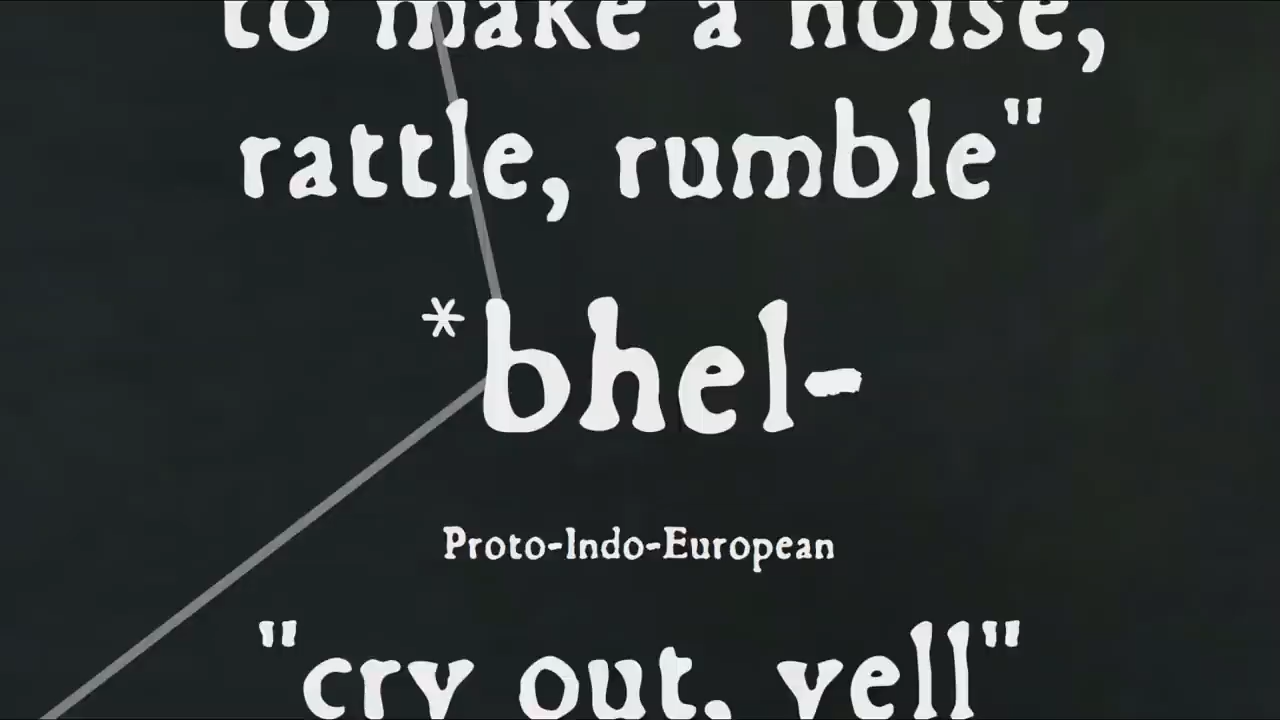 to make a noise,
rattle, rumble"
*bhel-
Proto-Indo-European
"cry out, yell"